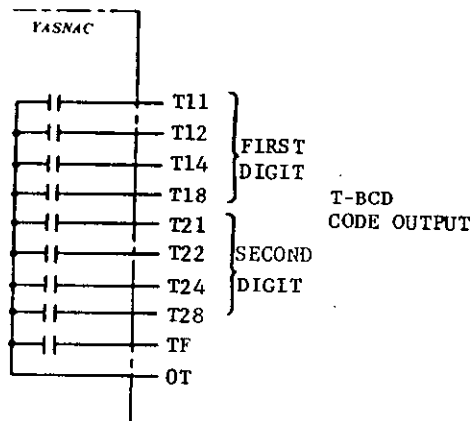 YASNAC
T11
T12
T14
T18
T21
T22
T24
T28
TF
OT
FIRST
DIGIT
SECOND
DIGIT
T-BCD
CODE OUTPUT